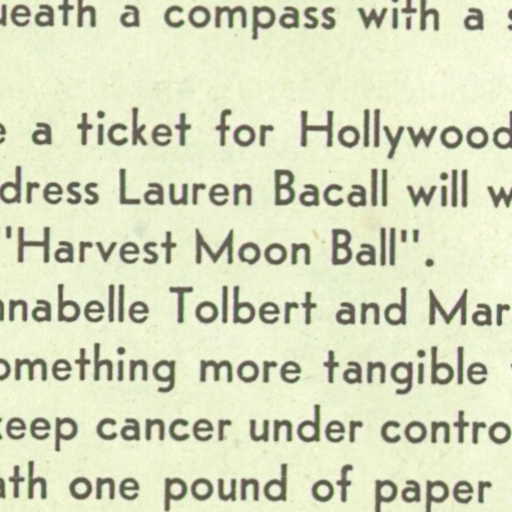 neath a compass with a
a ticket for Hollywood
dress Lauren Bacall will
"Harvest Moon Ball".
nnabelle Tolbert and Mar
omething more tangible
keep cancer under contro
ath one pound of paper